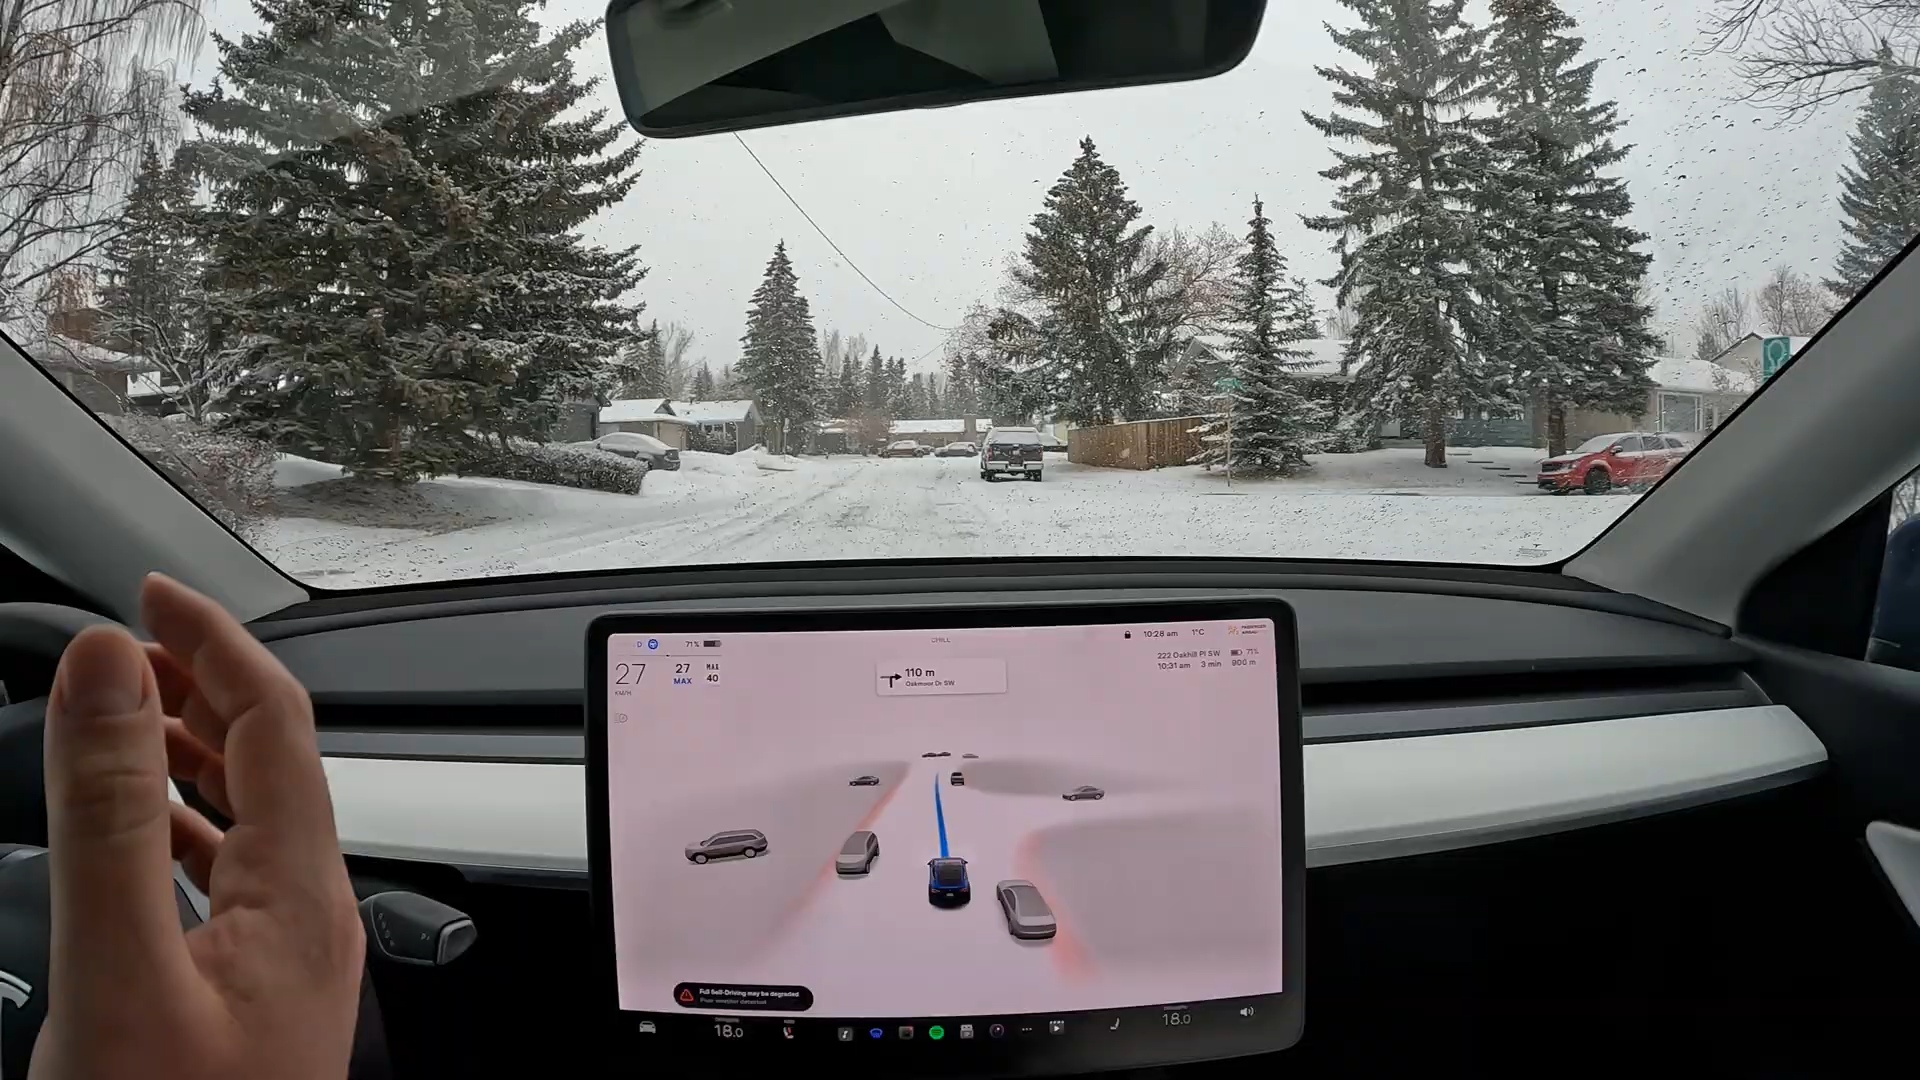 D
71%
CHILL
10:28 am
1°C
PASSENGER
AIRBAG
27
KM/H
27
MAX
MAX
40
110 m
Oakmoor Dr SW
222 Oakhill Pl SW
71%
10:31 am
3 min
900 m
Full Self-Driving may be degraded
Poor weather detected
18.0
18.0